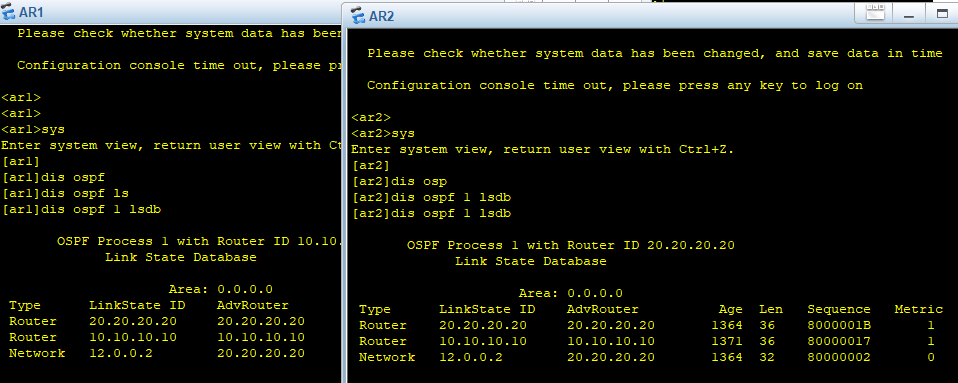 AR1
Please check whether system data has been
Configuration console time out, please pr
<ar1>
<ar1>
<ar1>sys
Enter system view, return user view with Ct
[ar1]
[ar1]dis ospf
[ar1]dis ospf ls
[ar1]dis ospf 1 lsdb
OSPF Process 1 with Router ID 10.10.
Link State Database
Area: 0.0.0.0
Type LinkState ID AdvRouter
Router 20.20.20.20 20.20.20.20
Router 10.10.10.10 10.10.10.10
Network 12.0.0.2 20.20.20.20
AR2
Please check whether system data has been changed, and save data in time
Configuration console time out, please press any key to log on
<ar2>
<ar2>sys
Enter system view, return user view with Ctrl+Z.
[ar2]
[ar2]dis osp
[ar2]dis ospf 1 lsdb
[ar2]dis ospf 1 lsdb
OSPF Process 1 with Router ID 20.20.20.20
Link State Database
Area: 0.0.0.0
Type LinkState ID AdvRouter Age Len Sequence Metric
Router 20.20.20.20 20.20.20.20 1364 36 8000001B 1
Router 10.10.10.10 10.10.10.10 1371 36 80000017 1
Network 12.0.0.2 20.20.20.20 1364 32 80000002 0